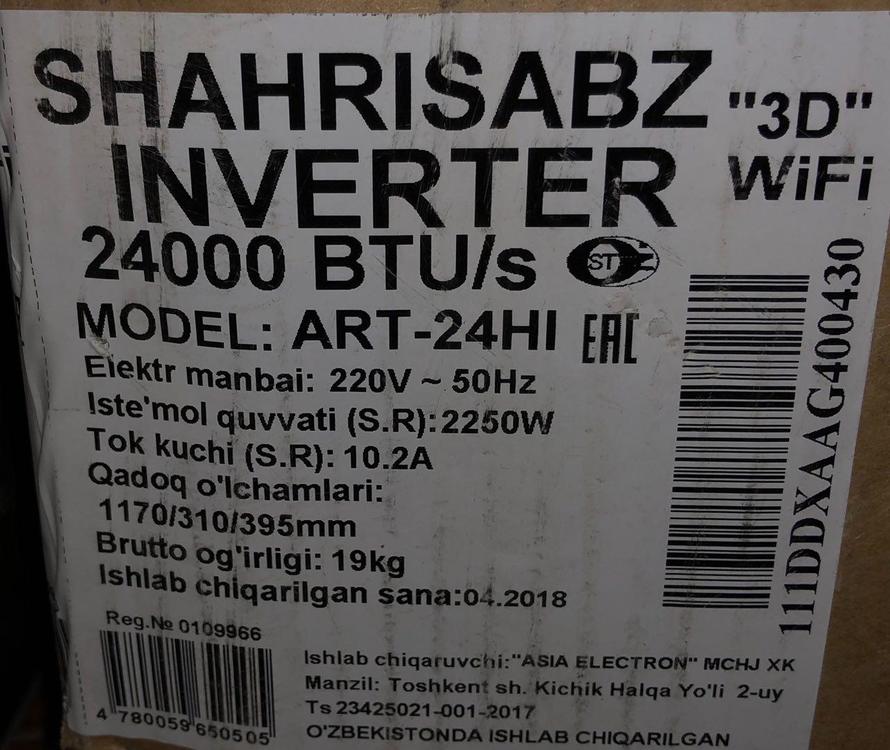 SHAHRISABZ "3D"
INVERTER WiFi
24000 BTU/s ST
MODEL: ART-24HI EAC
Elektr manbai: 220V ~ 50Hz
Iste'mol quvvati (S.R):2250W
Tok kuchi (S.R): 10.2A
Qadoq o'lchamlari:
1170/310/395mm
Brutto og'irligi: 19kg
Ishlab chiqarilgan sana:04.2018
111DDXAAG400430
Reg.№ 0109966
4 780059 650505
Ishlab chiqaruvchi:"ASIA ELECTRON" MCHJ XK
Manzil: Toshkent sh. Kichik Halqa Yo'li 2-uy
Ts 23425021-001-2017
O'ZBEKISTONDA ISHLAB CHIQARILGAN